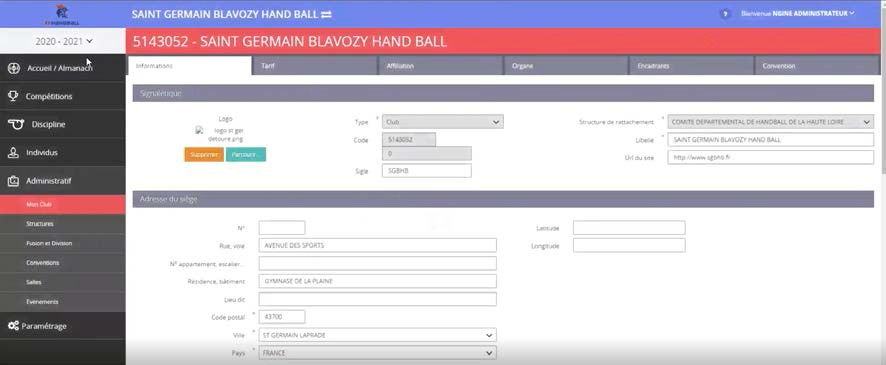 FFHANDBALL
SAINT GERMAIN BLAVOZY HAND BALL
?
Bienvenue NGINE ADMINISTRATEUR
2020 - 2021
5143052 - SAINT GERMAIN BLAVOZY HAND BALL
Accueil / Almanach
Compétitions
Discipline
Individus
Administratif
Mon Club
Structures
Fusion et Division
Conventions
Salles
Evènements
Paramétrage
Informations
Tarif
Affiliation
Organe
Encadrants
Convention
Signalétique
Logo
logo st ger
detoure.png
Supprimer
Parcourir
Type * Club
Code 5143052
0
Sigle SGBHB
Structure de rattachement * COMITE DEPARTEMENTAL DE HANDBALL DE LA HAUTE LOIRE
Libelle * SAINT GERMAIN BLAVOZY HAND BALL
Url du site http://www.sgbhb.fr
Adresse du siège
N°
Rue, voie * AVENUE DES SPORTS
N° appartement, escalier...
Residence, bâtiment GYMNASE DE LA PLAINE
Lieu dit
Code postal * 43700
Ville * ST GERMAIN LAPRADE
Pays * FRANCE
Latitude
Longitude